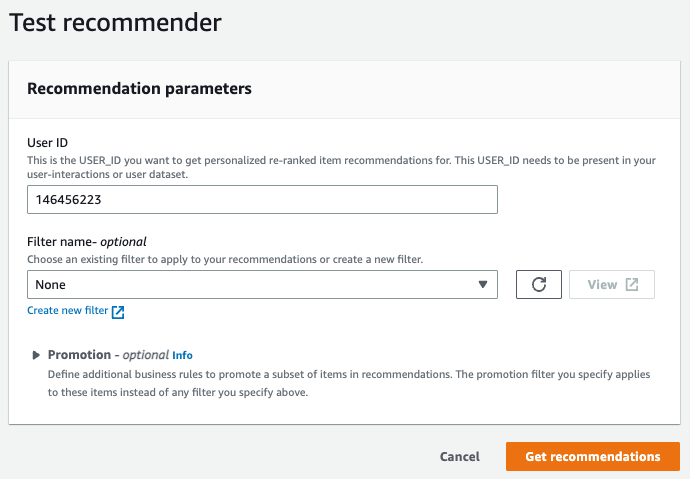 Test recommender
Recommendation parameters
User ID
This is the USER_ID you want to get personalized re-ranked item recommendations for. This USER_ID needs to be present in your
user-interactions or user dataset.
146456223
Filter name- optional
Choose an existing filter to apply to your recommendations or create a new filter.
None
View
Create new filter
Promotion - optional Info
Define additional business rules to promote a subset of items in recommendations. The promotion filter you specify applies
to these items instead of any filter you specify above.
Cancel
Get recommendations